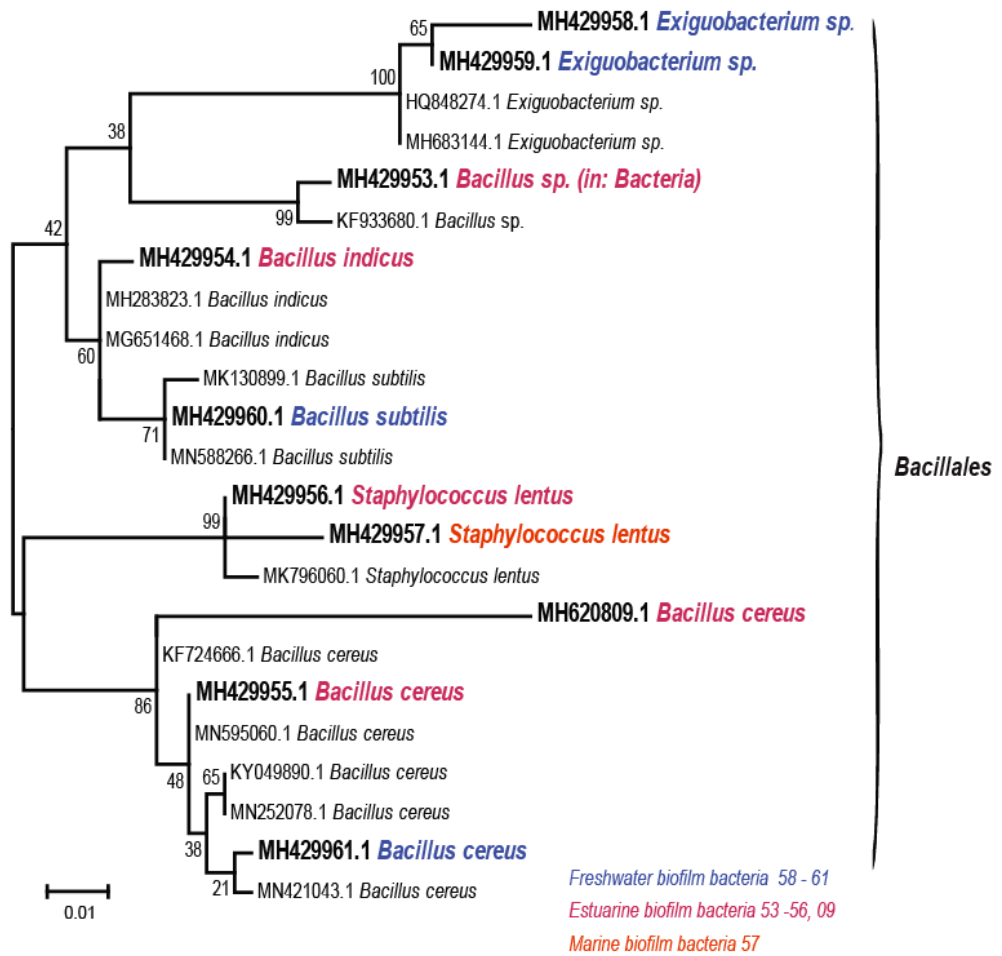 65
MH429958.1 Exiguobacterium sp.
MH429959.1 Exiguobacterium sp.
100
HQ848274.1 Exiguobacterium sp.
MH683144.1 Exiguobacterium sp.
38
MH429953.1 Bacillus sp. (in: Bacteria)
99
KF933680.1 Bacillus sp.
42
MH429954.1 Bacillus indicus
MH283823.1 Bacillus indicus
MG651468.1 Bacillus indicus
60
MK130899.1 Bacillus subtilis
MH429960.1 Bacillus subtilis
71
MN588266.1 Bacillus subtilis
Bacillales
MH429956.1 Staphylococcus lentus
99
MH429957.1 Staphylococcus lentus
MK796060.1 Staphylococcus lentus
MH620809.1 Bacillus cereus
KF724666.1 Bacillus cereus
86
MH429955.1 Bacillus cereus
MN595060.1 Bacillus cereus
48
65
KY049890.1 Bacillus cereus
MN252078.1 Bacillus cereus
38
MH429961.1 Bacillus cereus
21
MN421043.1 Bacillus cereus
0.01
Freshwater biofilm bacteria 58 - 61
Estuarine biofilm bacteria 53 -56, 09
Marine biofilm bacteria 57